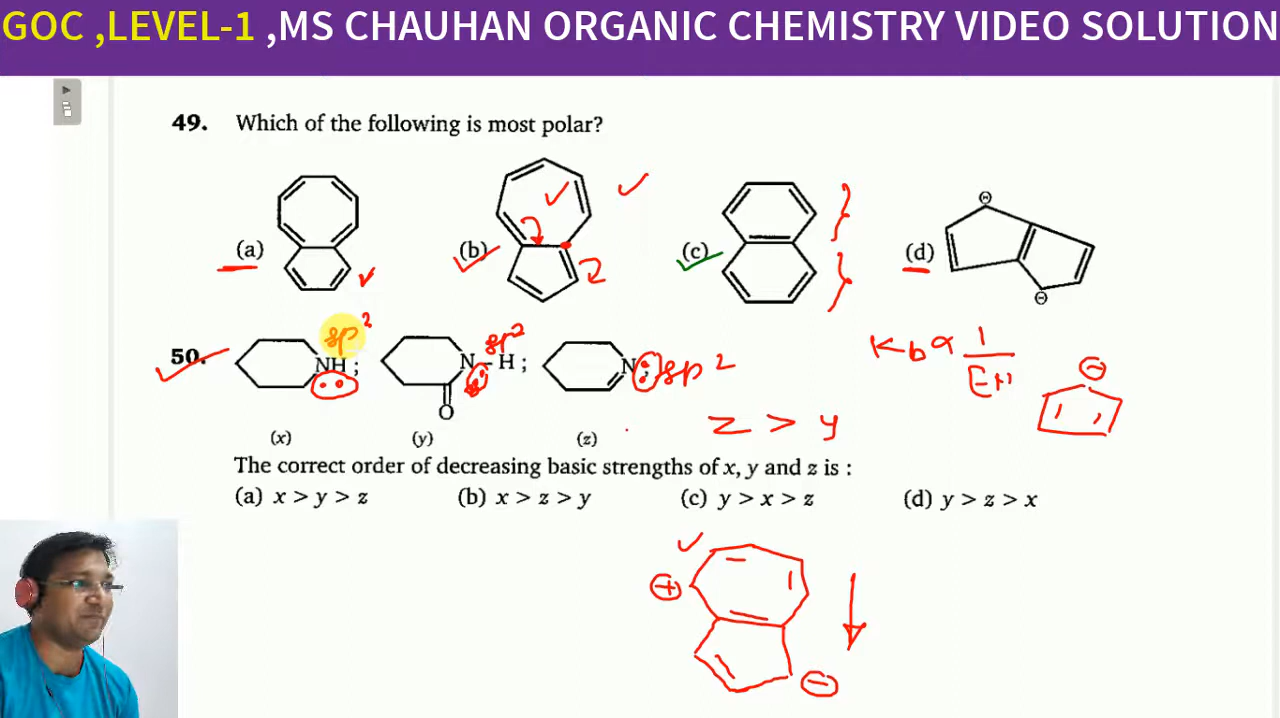 GOC ,LEVEL-1 ,MS CHAUHAN ORGANIC CHEMISTRY VIDEO SOLUTION
49. Which of the following is most polar?
(a) (b) (c) (d) ⊖ ⊖
50. NH ; sp² N – H ; sp² O N ; sp²
K_b ∝ 1/EN ⊖
(x) (y) (z) z > y
The correct order of decreasing basic strengths of x, y and z is :
(a) x > y > z (b) x > z > y (c) y > x > z (d) y > z > x
⊕ ⊖